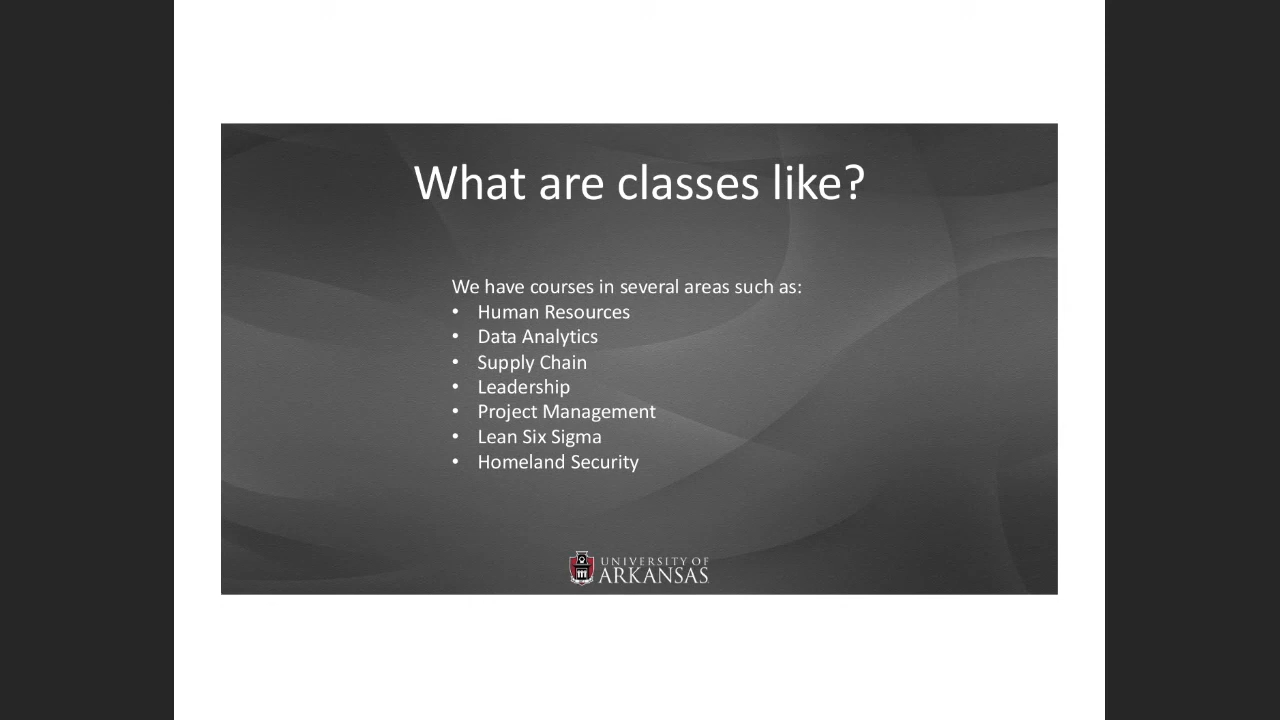 What are classes like?
We have courses in several areas such as:
• Human Resources
• Data Analytics
• Supply Chain
• Leadership
• Project Management
• Lean Six Sigma
• Homeland Security
UNIVERSITY OF
ARKANSAS